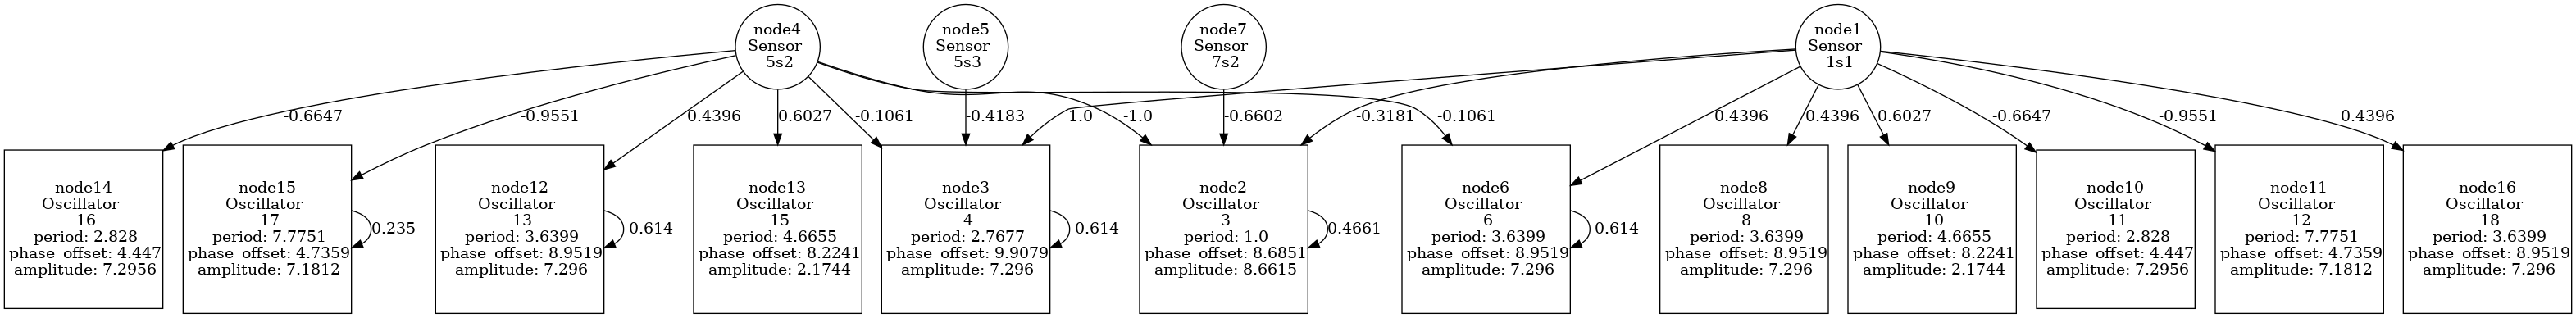 node4
Sensor
5s2
node5
Sensor
5s3
node7
Sensor
7s2
node1
Sensor
1s1
-0.6647
-0.9551
0.4396
0.6027
-0.1061
-0.4183
1.0
-1.0
-0.6602
-0.3181
-0.1061
0.4396
0.4396
0.6027
-0.6647
-0.9551
0.4396
node14
Oscillator
16
period: 2.828
phase_offset: 4.447
amplitude: 7.2956
node15
Oscillator
17
period: 7.7751
phase_offset: 4.7359
amplitude: 7.1812
0.235
node12
Oscillator
13
period: 3.6399
phase_offset: 8.9519
amplitude: 7.296
-0.614
node13
Oscillator
15
period: 4.6655
phase_offset: 8.2241
amplitude: 2.1744
node3
Oscillator
4
period: 2.7677
phase_offset: 9.9079
amplitude: 7.296
-0.614
node2
Oscillator
3
period: 1.0
phase_offset: 8.6851
amplitude: 8.6615
0.4661
node6
Oscillator
6
period: 3.6399
phase_offset: 8.9519
amplitude: 7.296
-0.614
node8
Oscillator
8
period: 3.6399
phase_offset: 8.9519
amplitude: 7.296
node9
Oscillator
10
period: 4.6655
phase_offset: 8.2241
amplitude: 2.1744
node10
Oscillator
11
period: 2.828
phase_offset: 4.447
amplitude: 7.2956
node11
Oscillator
12
period: 7.7751
phase_offset: 4.7359
amplitude: 7.1812
node16
Oscillator
18
period: 3.6399
phase_offset: 8.9519
amplitude: 7.296